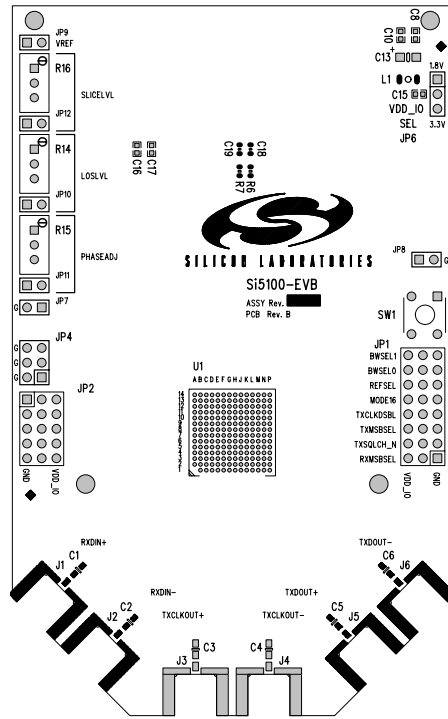 JP9
VREF
R16
SLICELVL
JP12
R14
LOSLVL
JP10
R15
PHASEADJ
JP11
G
JP7
JP4
G
G
G
JP2
GND
VDD_IO
C16
C17
C19
C18
R7
R6
C10
C8
C13
+
L1
1.8V
C15
VDD_IO
SEL
3.3V
JP6
SILICON LABORATORIES
Si5100-EVB
ASSY Rev.
PCB Rev. B
JP8
G
SW1
JP1
BWSEL1
BWSEL0
REFSEL
MODE16
TXCLKDSBL
TXMSBSEL
TXSQLCH_N
RXMSBSEL
VDD_IO
GND
U1
ABCDEFGHJKLMNP
RXDIN+
J1
C1
RXDIN-
J2
C2
TXCLKOUT+
J3
C3
TXDOUT+
TXCLKOUT-
C4
J4
TXDOUT-
C5
J5
C6
J6